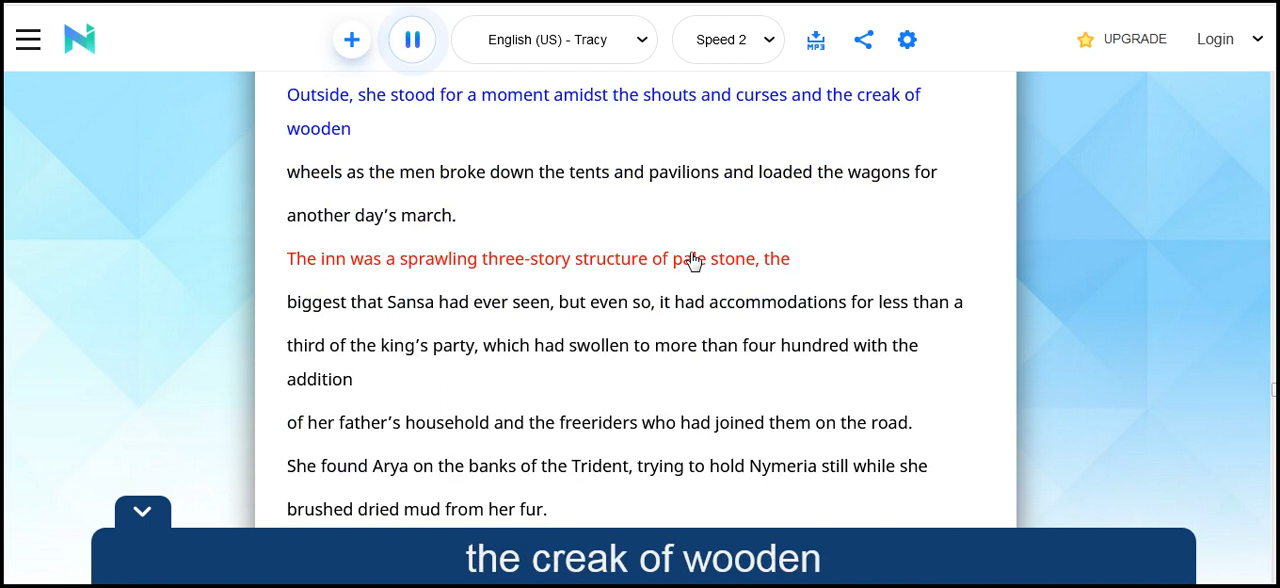 English (US) - Tracy
Speed 2
MP3
UPGRADE
Login
Outside, she stood for a moment amidst the shouts and curses and the creak of
wooden
wheels as the men broke down the tents and pavilions and loaded the wagons for
another day’s march.
The inn was a sprawling three-story structure of pale stone, the
biggest that Sansa had ever seen, but even so, it had accommodations for less than a
third of the king’s party, which had swollen to more than four hundred with the
addition
of her father’s household and the freeriders who had joined them on the road.
She found Arya on the banks of the Trident, trying to hold Nymeria still while she
brushed dried mud from her fur.
the creak of wooden